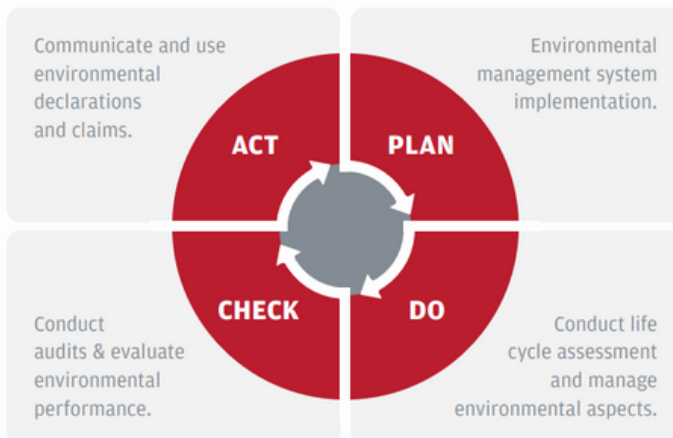 Communicate and use
environmental
declarations
and claims.
Environmental
management system
implementation.
ACT
PLAN
CHECK
DO
Conduct
audits & evaluate
environmental
performance.
Conduct life
cycle assessment
and manage
environmental aspects.